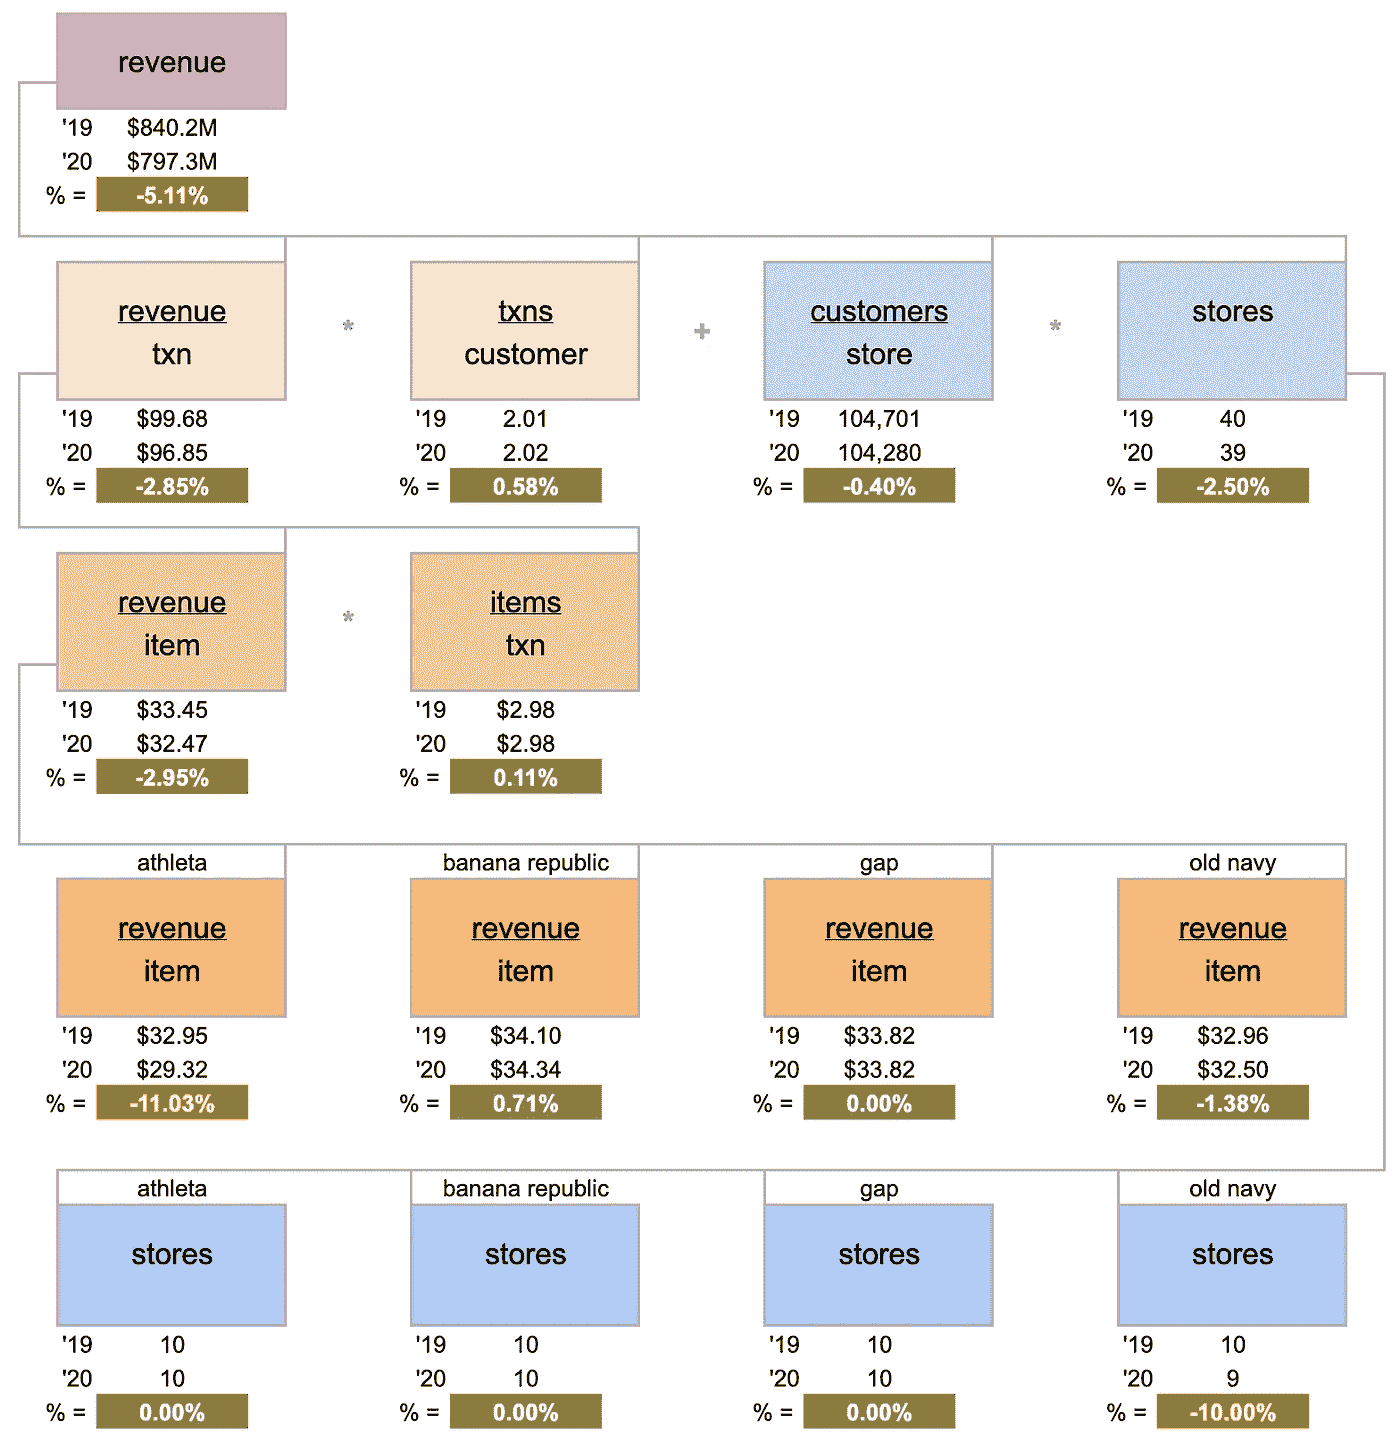 revenue
'19 $840.2M
'20 $797.3M
% = -5.11%
revenue * txns + customers * stores
txn customer store
'19 $99.68 '19 2.01 '19 104,701 '19 40
'20 $96.85 '20 2.02 '20 104,280 '20 39
% = -2.85% % = 0.58% % = -0.40% % = -2.50%
revenue * items
item txn
'19 $33.45 '19 $2.98
'20 $32.47 '20 $2.98
% = -2.95% % = 0.11%
athleta banana republic gap old navy
revenue revenue revenue revenue
item item item item
'19 $32.95 '19 $34.10 '19 $33.82 '19 $32.96
'20 $29.32 '20 $34.34 '20 $33.82 '20 $32.50
% = -11.03% % = 0.71% % = 0.00% % = -1.38%
athleta banana republic gap old navy
stores stores stores stores
'19 10 '19 10 '19 10 '19 10
'20 10 '20 10 '20 10 '20 9
% = 0.00% % = 0.00% % = 0.00% % = -10.00%